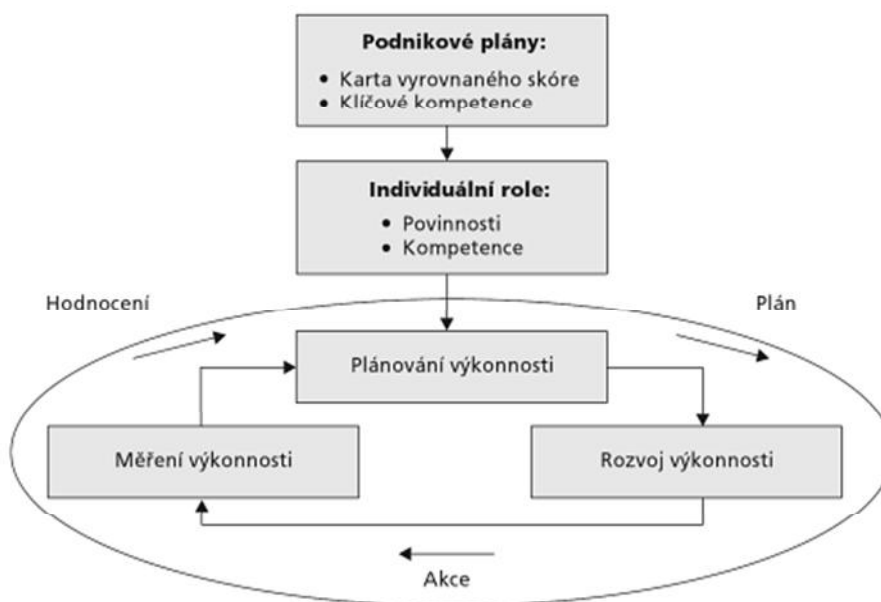 Podnikové plány:
• Karta vyrovnaného skóre
• Klíčové kompetence
Individuální role:
• Povinnosti
• Kompetence
Hodnocení
Plán
Plánování výkonnosti
Měření výkonnosti
Rozvoj výkonnosti
Akce